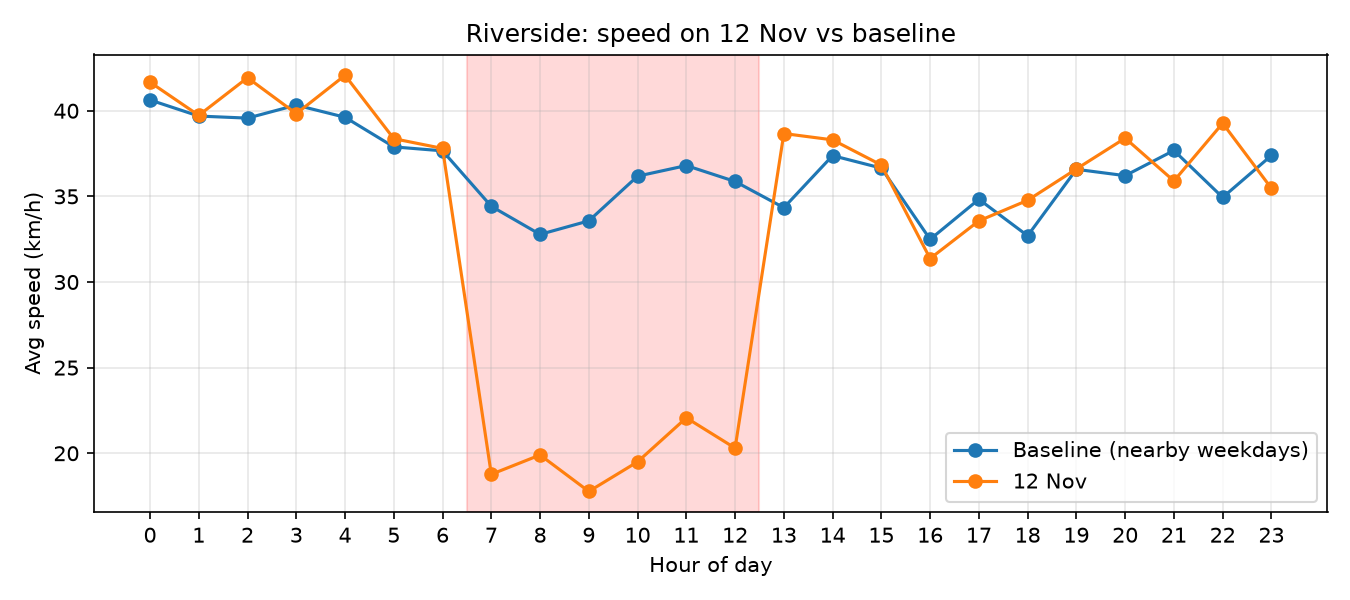 Riverside: speed on 12 Nov vs baseline
Avg speed (km/h)
40
35
30
25
20
Baseline (nearby weekdays)
12 Nov
0 1 2 3 4 5 6 7 8 9 10 11 12 13 14 15 16 17 18 19 20 21 22 23
Hour of day